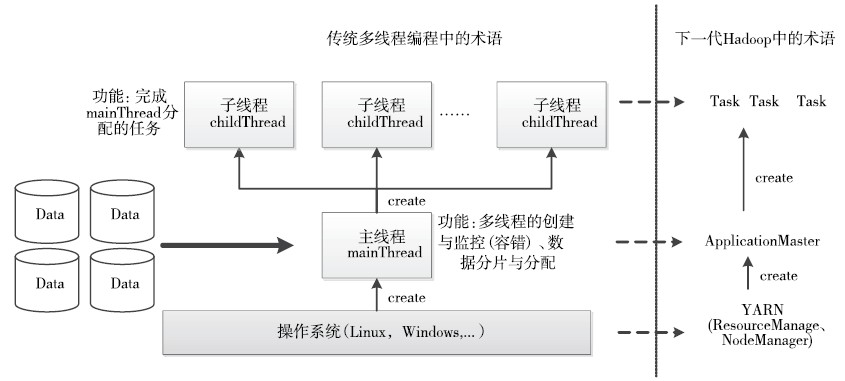 传统多线程编程中的术语
下一代Hadoop中的术语
功能：完成
mainThread分
配的任务
子线程
childThread
子线程
childThread
……
子线程
childThread
Task Task Task
create
create
Data
Data
Data
Data
主线程
mainThread
功能：多线程的创建
与监控(容错)、数
据分片与分配
ApplicationMaster
create
create
操作系统(Linux，Windows,...)
YARN
(ResourceManage、
NodeManager)